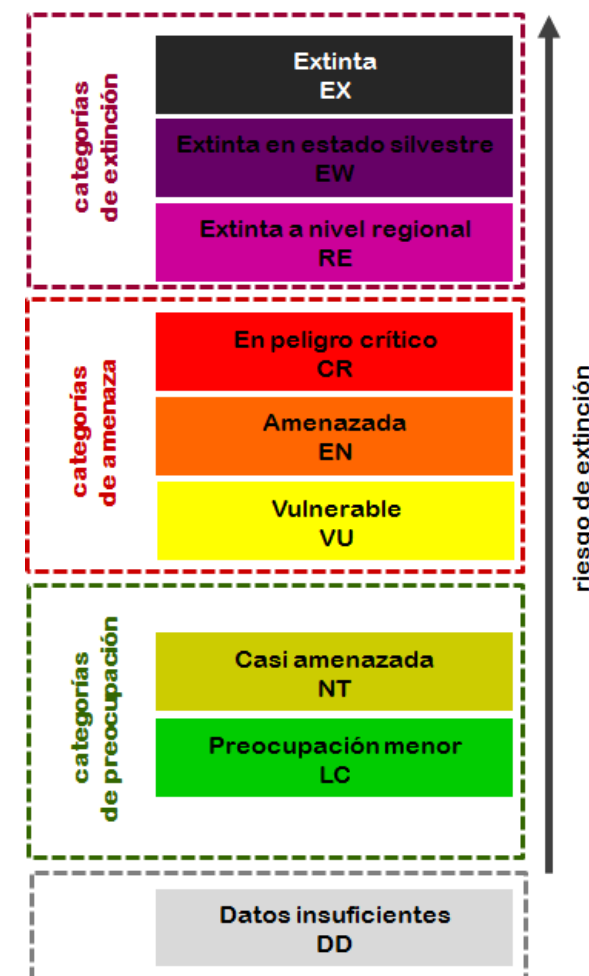 categorías
de extinción
Extinta
EX
Extinta en estado silvestre
EW
Extinta a nivel regional
RE
categorías
de amenaza
En peligro crítico
CR
Amenazada
EN
Vulnerable
VU
categorías
de preocupación
Casi amenazada
NT
Preocupación menor
LC
Datos insuficientes
DD
riesgo de extinción